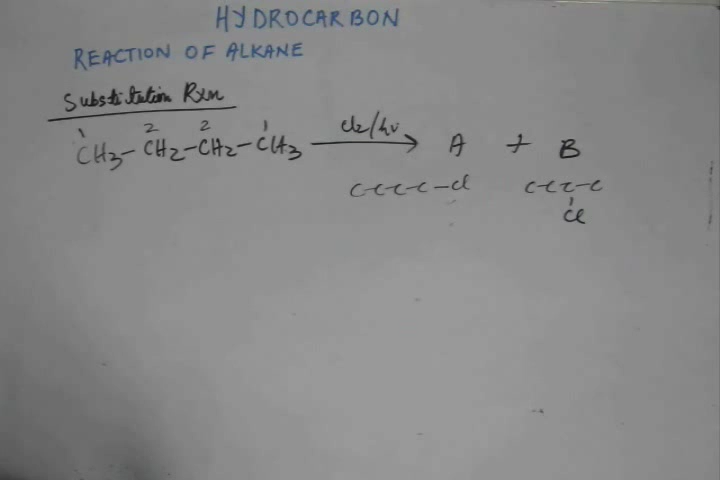 HYDROCARBON
REACTION OF ALKANE
Substitution Rxn
1 2 2 1
CH3-CH2-CH2-CH3 Cl2/hν A + B
C-C-C-C-Cl C-C-C-C
Cl